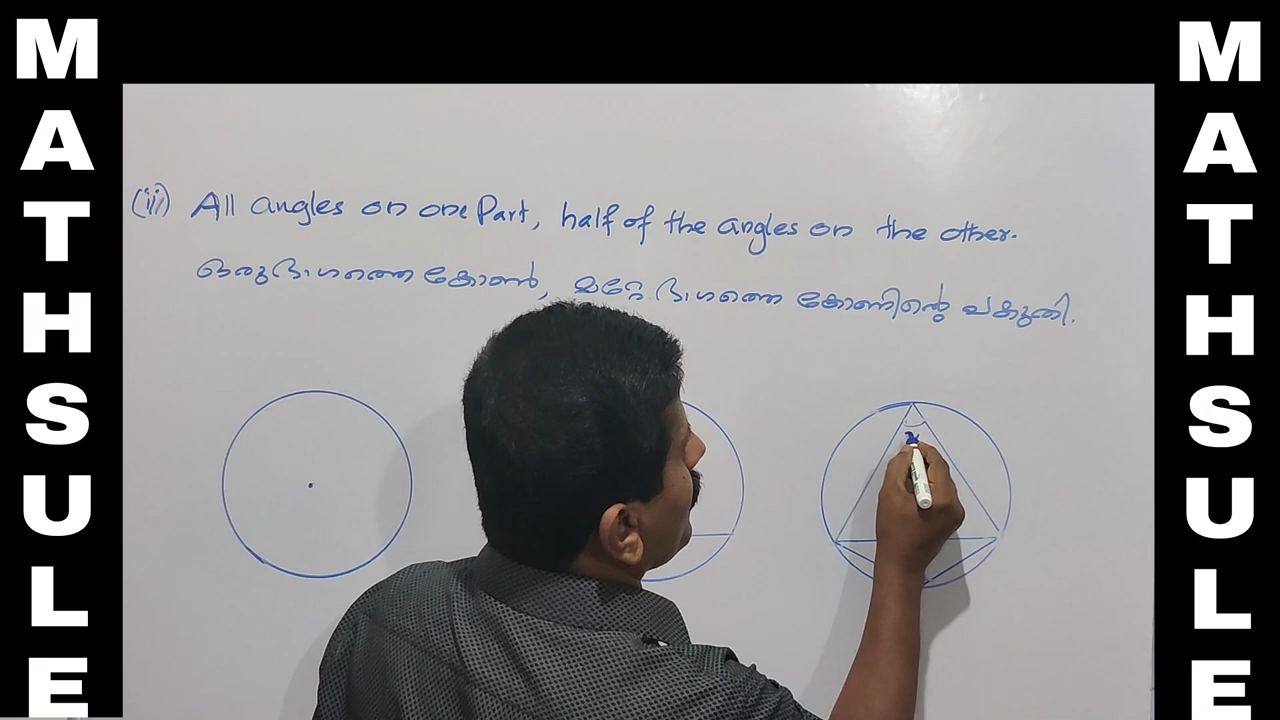 MATHSULE
(iii) All angles on one Part, half of the angles on the other.
ഒരു ഭാഗത്തെ കോൺ, മറ്റേ ഭാഗത്തെ കോണിന്റെ പകുതി.
x
MATHSULE